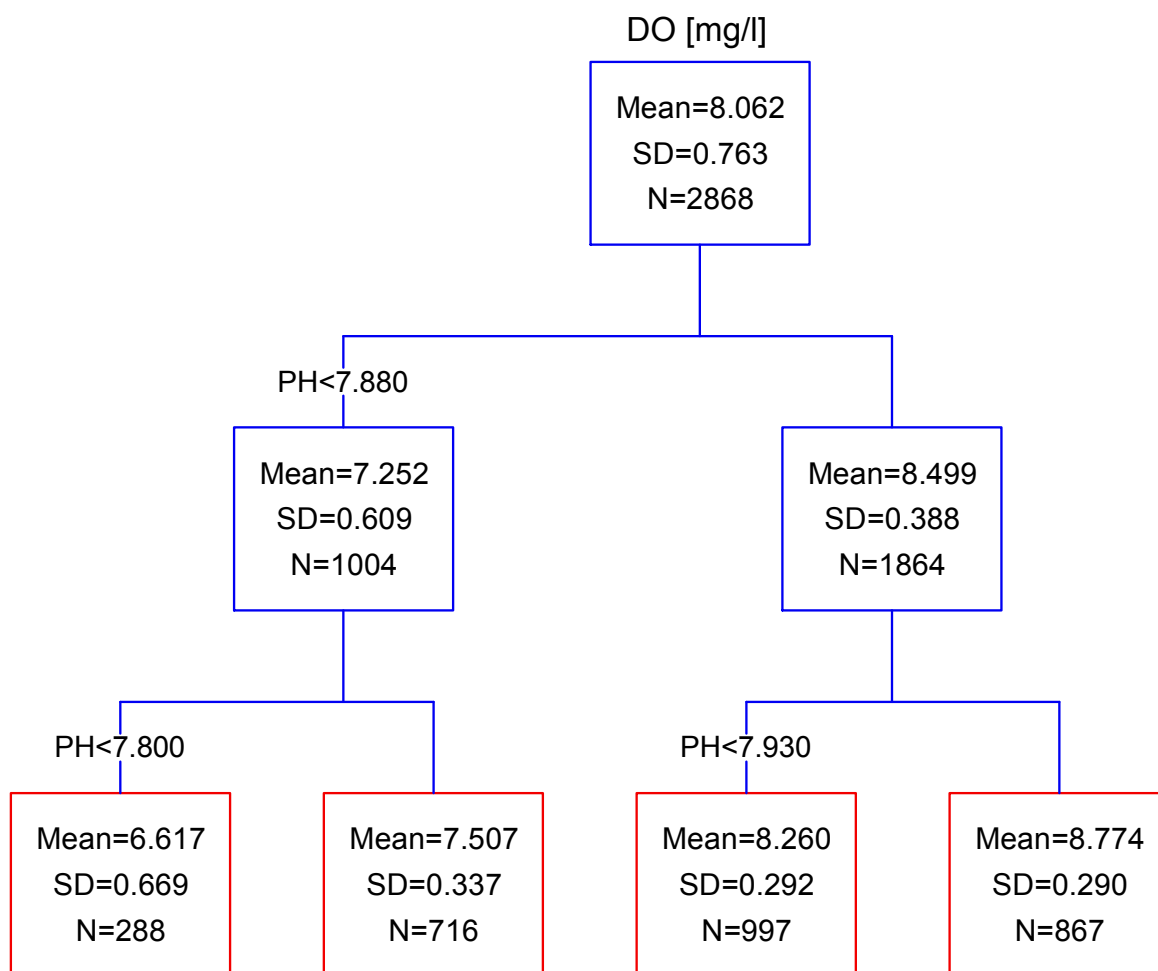 DO [mg/l]
Mean=8.062
SD=0.763
N=2868
PH<7.880
Mean=7.252
SD=0.609
N=1004
Mean=8.499
SD=0.388
N=1864
PH<7.800
PH<7.930
Mean=6.617
SD=0.669
N=288
Mean=7.507
SD=0.337
N=716
Mean=8.260
SD=0.292
N=997
Mean=8.774
SD=0.290
N=867